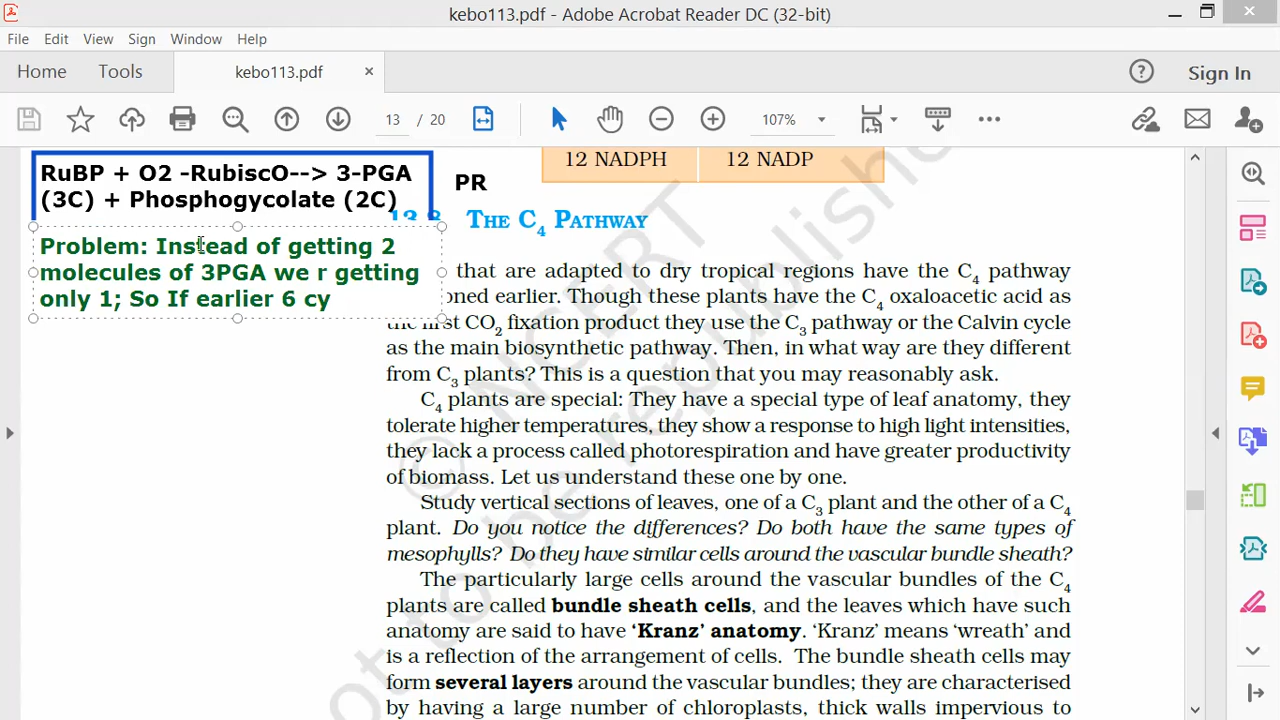 kebo113.pdf - Adobe Acrobat Reader DC (32-bit)
File Edit View Sign Window Help
Home Tools kebo113.pdf × Sign In
13 / 20 107%
12 NADPH 12 NADP
RuBP + O2 -RubiscO--> 3-PGA
(3C) + Phosphogycolate (2C)
PR
13.8 THE C4 PATHWAY
Problem: Instead of getting 2
molecules of 3PGA we r getting
only 1; So If earlier 6 cy
that are adapted to dry tropical regions have the C4 pathway
oned earlier. Though these plants have the C4 oxaloacetic acid as
the first CO2 fixation product they use the C3 pathway or the Calvin cycle
as the main biosynthetic pathway. Then, in what way are they different
from C3 plants? This is a question that you may reasonably ask.
C4 plants are special: They have a special type of leaf anatomy, they
tolerate higher temperatures, they show a response to high light intensities,
they lack a process called photorespiration and have greater productivity
of biomass. Let us understand these one by one.
Study vertical sections of leaves, one of a C3 plant and the other of a C4
plant. Do you notice the differences? Do both have the same types of
mesophylls? Do they have similar cells around the vascular bundle sheath?
The particularly large cells around the vascular bundles of the C4
plants are called bundle sheath cells, and the leaves which have such
anatomy are said to have ‘Kranz’ anatomy. ‘Kranz’ means ‘wreath’ and
is a reflection of the arrangement of cells. The bundle sheath cells may
form several layers around the vascular bundles; they are characterised
by having a large number of chloroplasts, thick walls impervious to
© NCERT
not to be republished